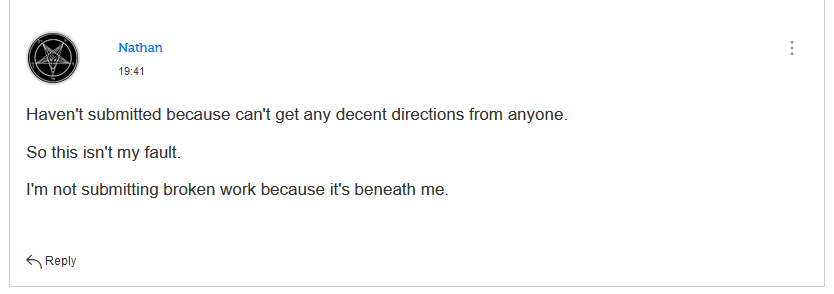 Nathan
19:41
Haven't submitted because can't get any decent directions from anyone.
So this isn't my fault.
I'm not submitting broken work because it's beneath me.
Reply